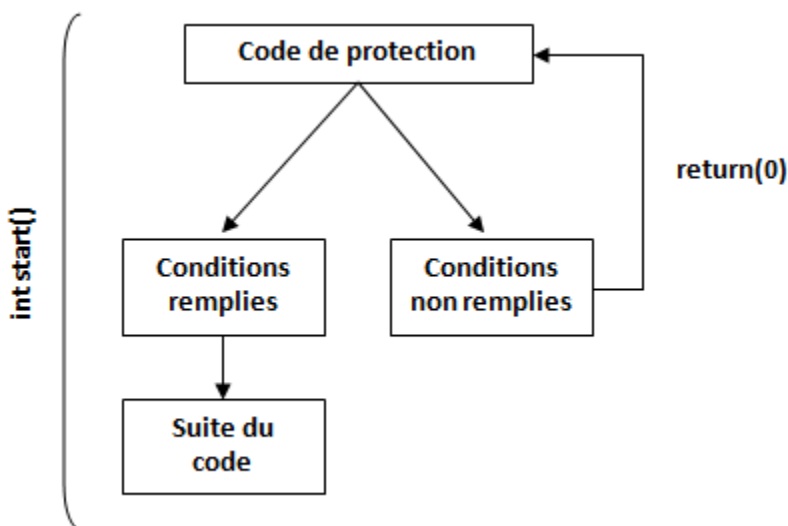 Code de protection
return(0)
int start()
Conditions
remplies
Conditions
non remplies
Suite du
code